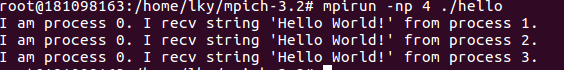 root@181098163:/home/lky/mpich-3.2# mpirun -np 4 ./hello
I am process 0. I recv string 'Hello World!' from process 1.
I am process 0. I recv string 'Hello World!' from process 2.
I am process 0. I recv string 'Hello World!' from process 3.